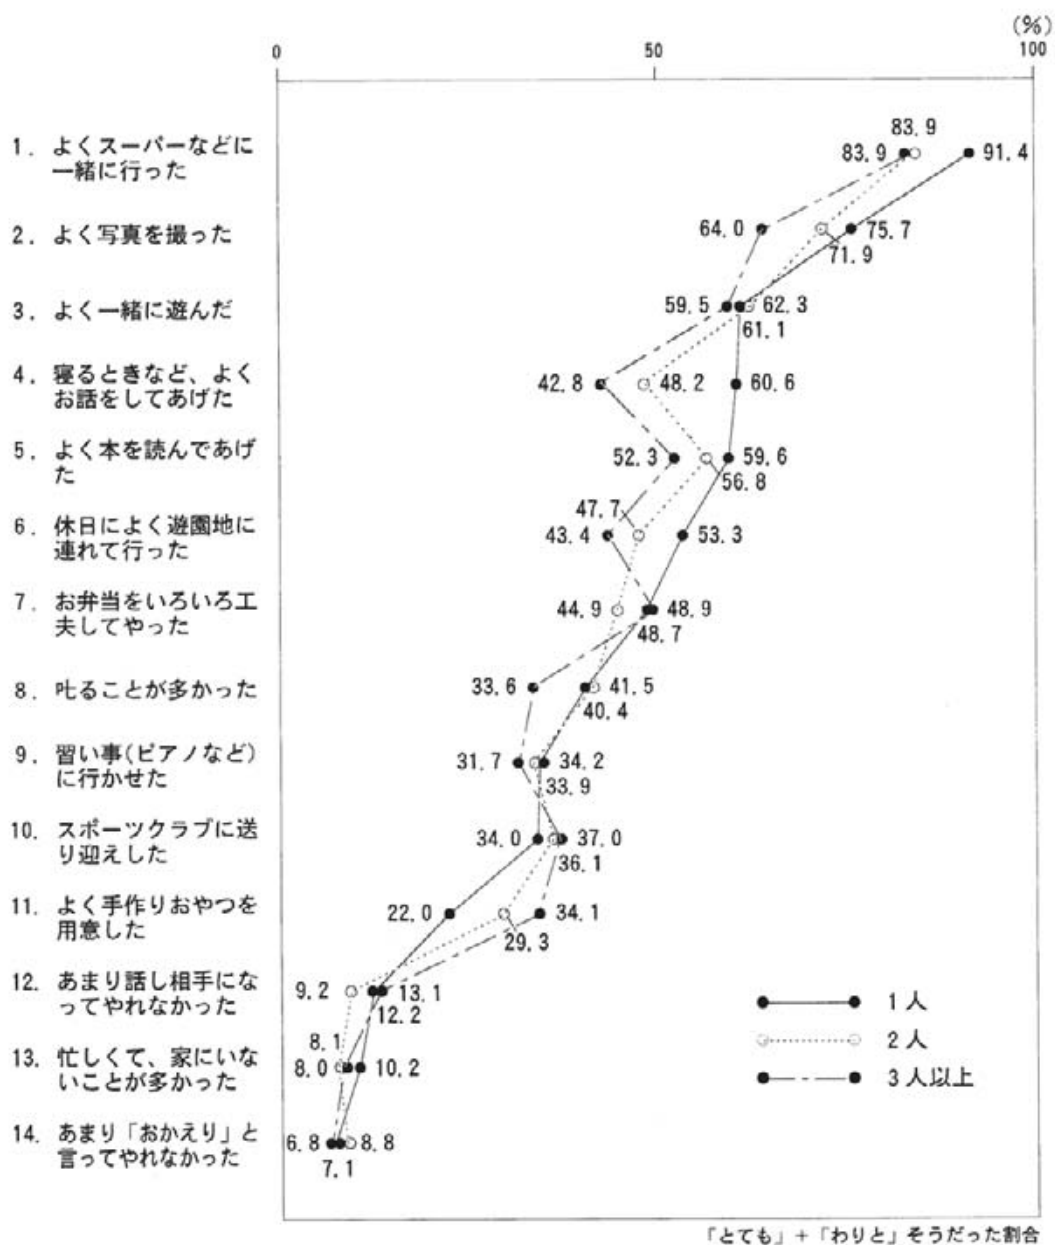 (%)
0 50 100
1. よくスーパーなどに
一緒に行った
83.9
83.9 91.4
2. よく写真を撮った
64.0 75.7
71.9
3. よく一緒に遊んだ
59.5 62.3
61.1
4. 寝るときなど、よく
お話をしてあげた
42.8 48.2 60.6
5. よく本を読んであげ
た
52.3 59.6
56.8
6. 休日によく遊園地に
連れて行った
47.7
43.4 53.3
7. お弁当をいろいろ工
夫してやった
44.9 48.9
48.7
8. 叱ることが多かった
33.6 41.5
40.4
9. 習い事(ピアノなど)
に行かせた
31.7 34.2
33.9
10. スポーツクラブに送
り迎えした
34.0 37.0
36.1
11. よく手作りおやつを
用意した
22.0 34.1
29.3
12. あまり話し相手にな
ってやれなかった
9.2 13.1
12.2
13. 忙しくて、家にいな
いことが多かった
8.1
8.0 10.2
14. あまり「おかえり」と
言ってやれなかった
6.8 8.8
7.1
1人
2人
3人以上
「とても」+「わりと」そうだった割合